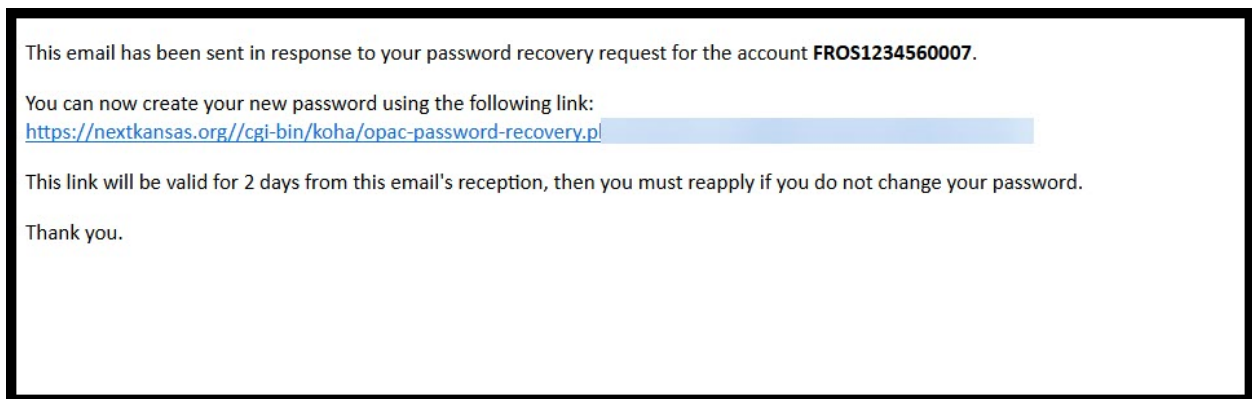 This email has been sent in response to your password recovery request for the account FROS1234560007.
You can now create your new password using the following link:
https://nextkansas.org//cgi-bin/koha/opac-password-recovery.pl
This link will be valid for 2 days from this email's reception, then you must reapply if you do not change your password.
Thank you.